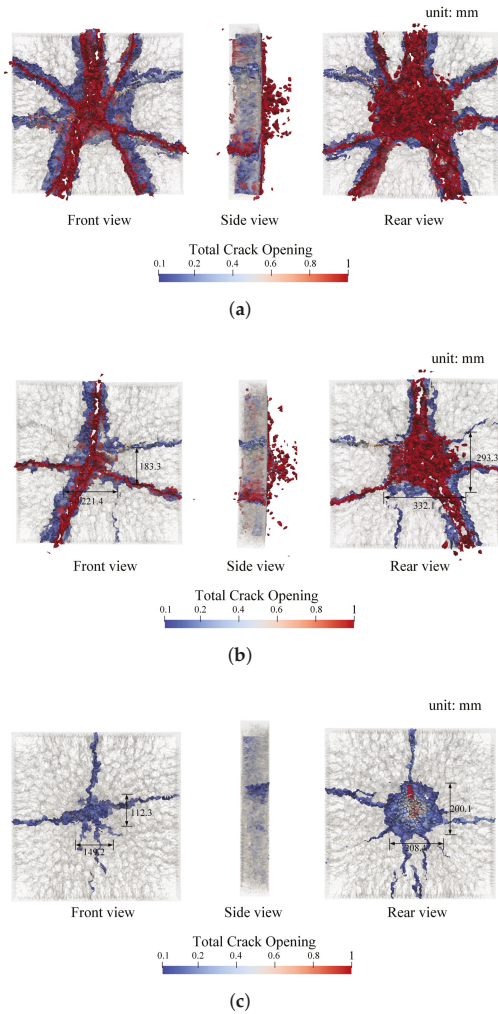 unit: mm
Front view Side view Rear view
Total Crack Opening
0.1 0.2 0.4 0.6 0.8 1
(a)
unit: mm
183.3
221.4
293.3
332.1
Front view Side view Rear view
Total Crack Opening
0.1 0.2 0.4 0.6 0.8 1
(b)
unit: mm
112.3
149.2
200.1
Front view Side view Rear view
Total Crack Opening
0.1 0.2 0.4 0.6 0.8 1
(c)